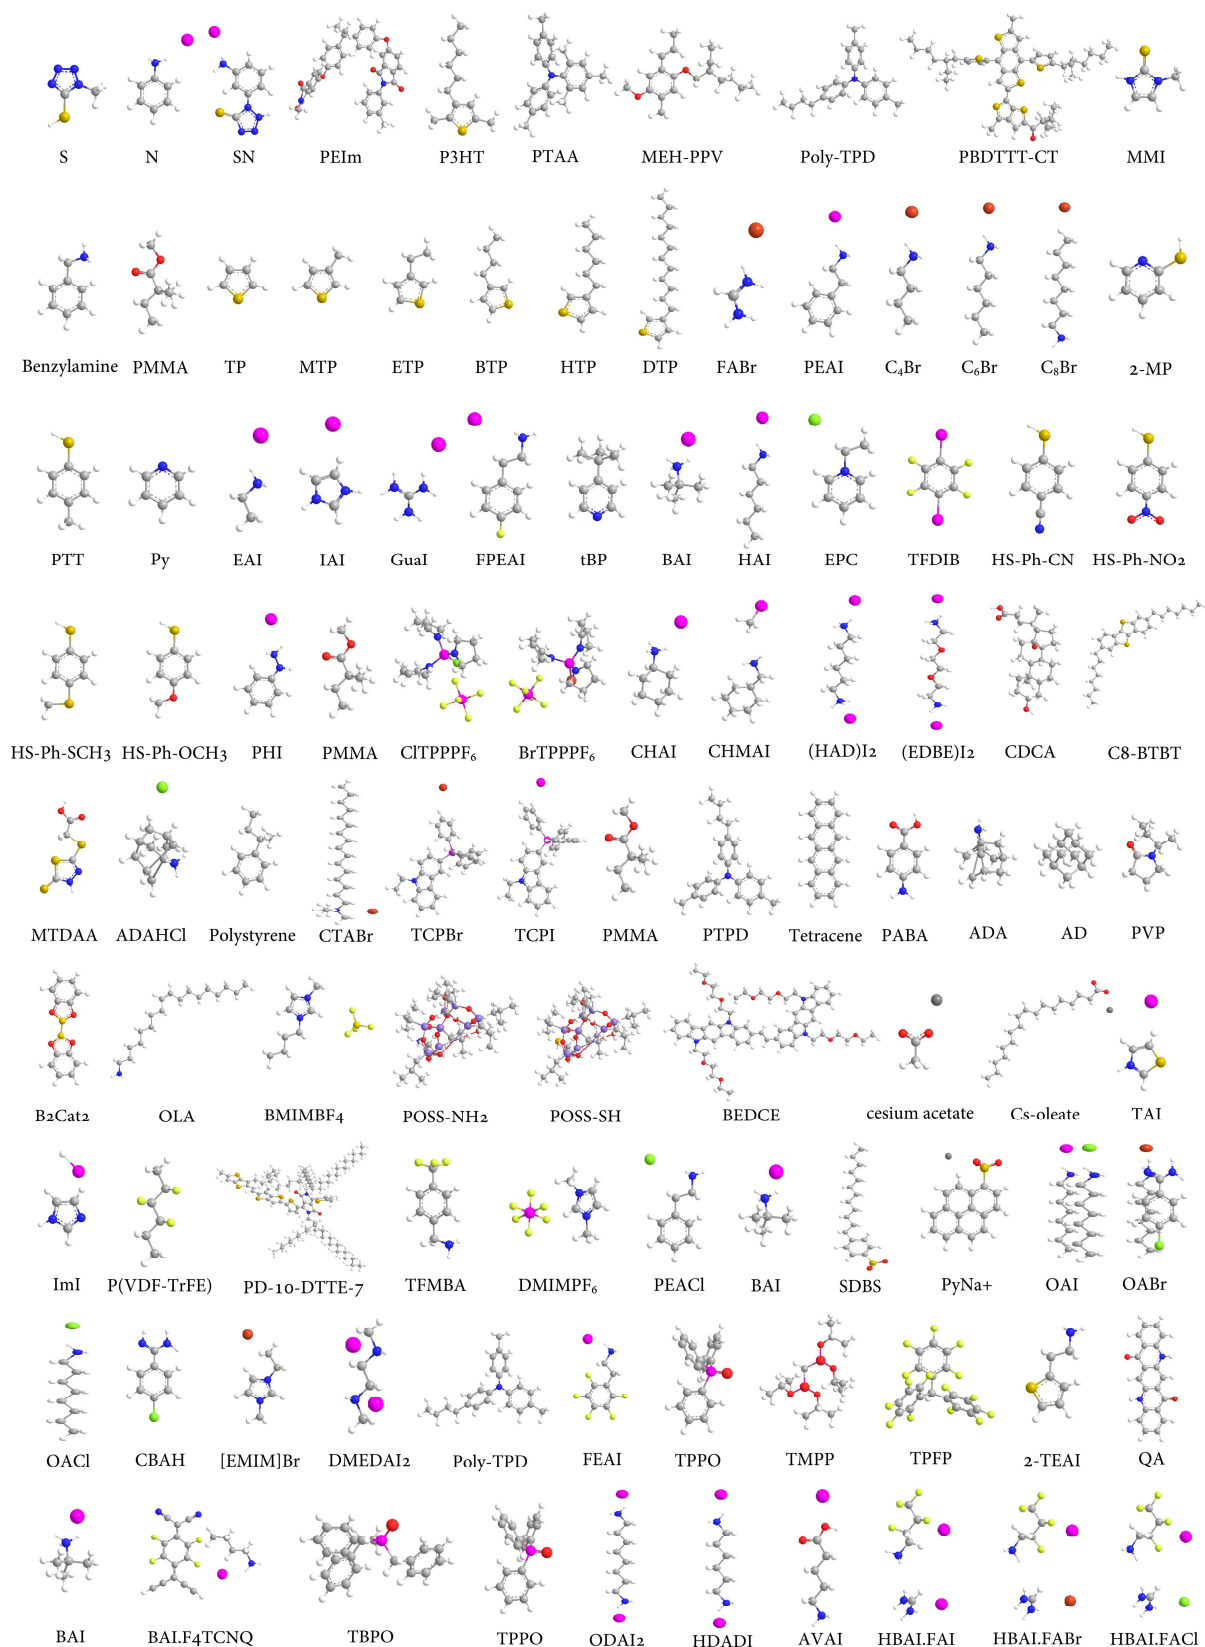 S N SN PEIm P3HT PTAA MEH-PPV Poly-TPD PBDTTT-CT MMI
Benzylamine PMMA TP MTP ETP BTP HTP DTP FABr PEAI C₄Br C₆Br C₈Br 2-MP
PTT Py EAI IAI GuaI FPEAI tBP BAI HAI EPC TFDIB HS-Ph-CN HS-Ph-NO2
HS-Ph-SCH3 HS-Ph-OCH3 PHI PMMA ClTPPPF₆ BrTPPPF₆ CHAI CHMAI (HAD)I2 (EDBE)I2 CDCA C8-BTBT
MTDAA ADAHCl Polystyrene CTABr TCPBr TCPI PMMA PTPD Tetracene PABA ADA AD PVP
B2Cat2 OLA BMIMBF4 POSS-NH2 POSS-SH BEDCE cesium acetate Cs-oleate TAI
ImI P(VDF-TrFE) PD-10-DTTE-7 TFMBA DMIMPF₆ PEACl BAI SDBS PyNa+ OAI OABr
OACl CBAH [EMIM]Br DMEDAI2 Poly-TPD FEAI TPPO TMPP TPFP 2-TEAI QA
BAI BAI.F4TCNQ TBPO TPPO ODAI2 HDADI AVAI HBAI.FAI HBAI.FABr HBAI.FACl